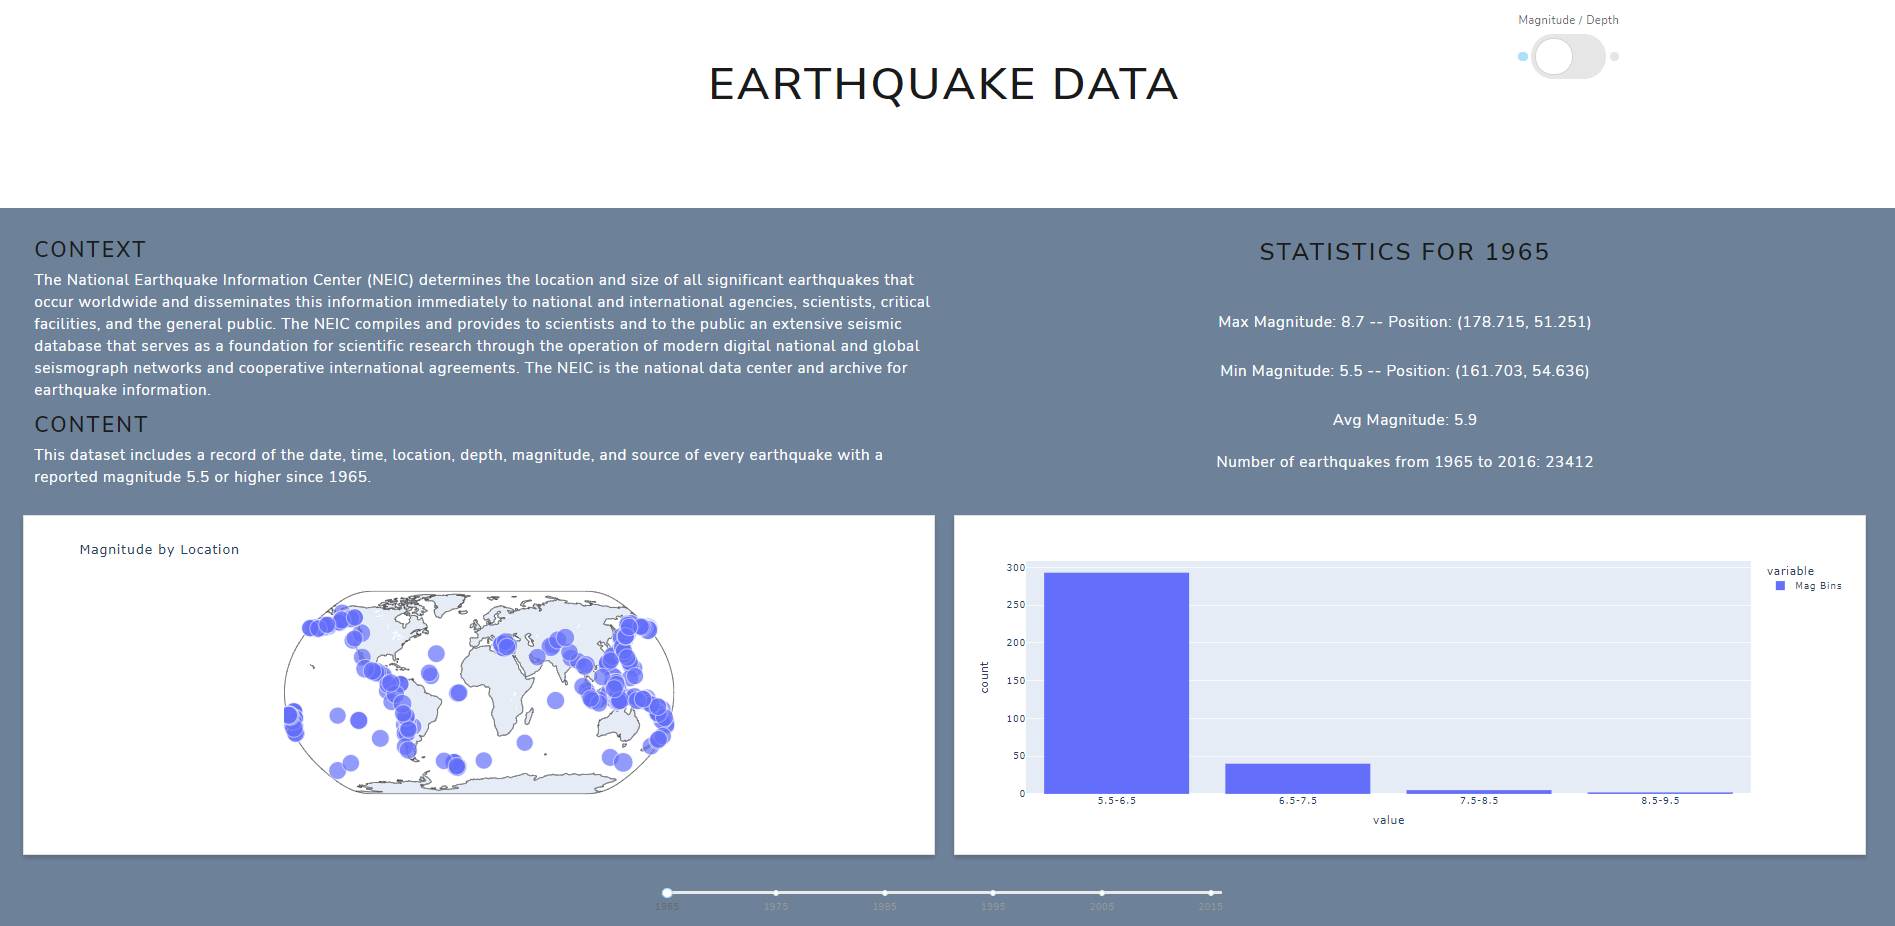 Magnitude / Depth
EARTHQUAKE DATA
CONTEXT
The National Earthquake Information Center (NEIC) determines the location and size of all significant earthquakes that
occur worldwide and disseminates this information immediately to national and international agencies, scientists, critical
facilities, and the general public. The NEIC compiles and provides to scientists and to the public an extensive seismic
database that serves as a foundation for scientific research through the operation of modern digital national and global
seismograph networks and cooperative international agreements. The NEIC is the national data center and archive for
earthquake information.
CONTENT
This dataset includes a record of the date, time, location, depth, magnitude, and source of every earthquake with a
reported magnitude 5.5 or higher since 1965.
STATISTICS FOR 1965
Max Magnitude: 8.7 -- Position: (178.715, 51.251)
Min Magnitude: 5.5 -- Position: (161.703, 54.636)
Avg Magnitude: 5.9
Number of earthquakes from 1965 to 2016: 23412
Magnitude by Location
300
250
200
150
100
50
0
count
5.5-6.5
6.5-7.5
7.5-8.5
8.5-9.5
value
variable
Mag Bins
1965
1975
1985
1995
2005
2015